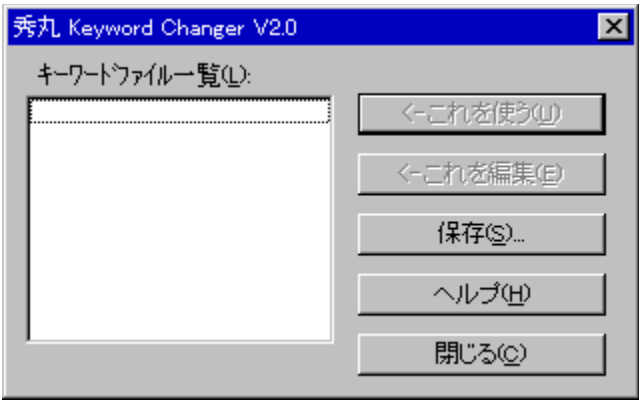 秀丸 Keyword Changer V2.0
キーワードファイル一覧(L):
<-これを使う(U)
<-これを編集(E)
保存(S)...
ヘルプ(H)
閉じる(C)